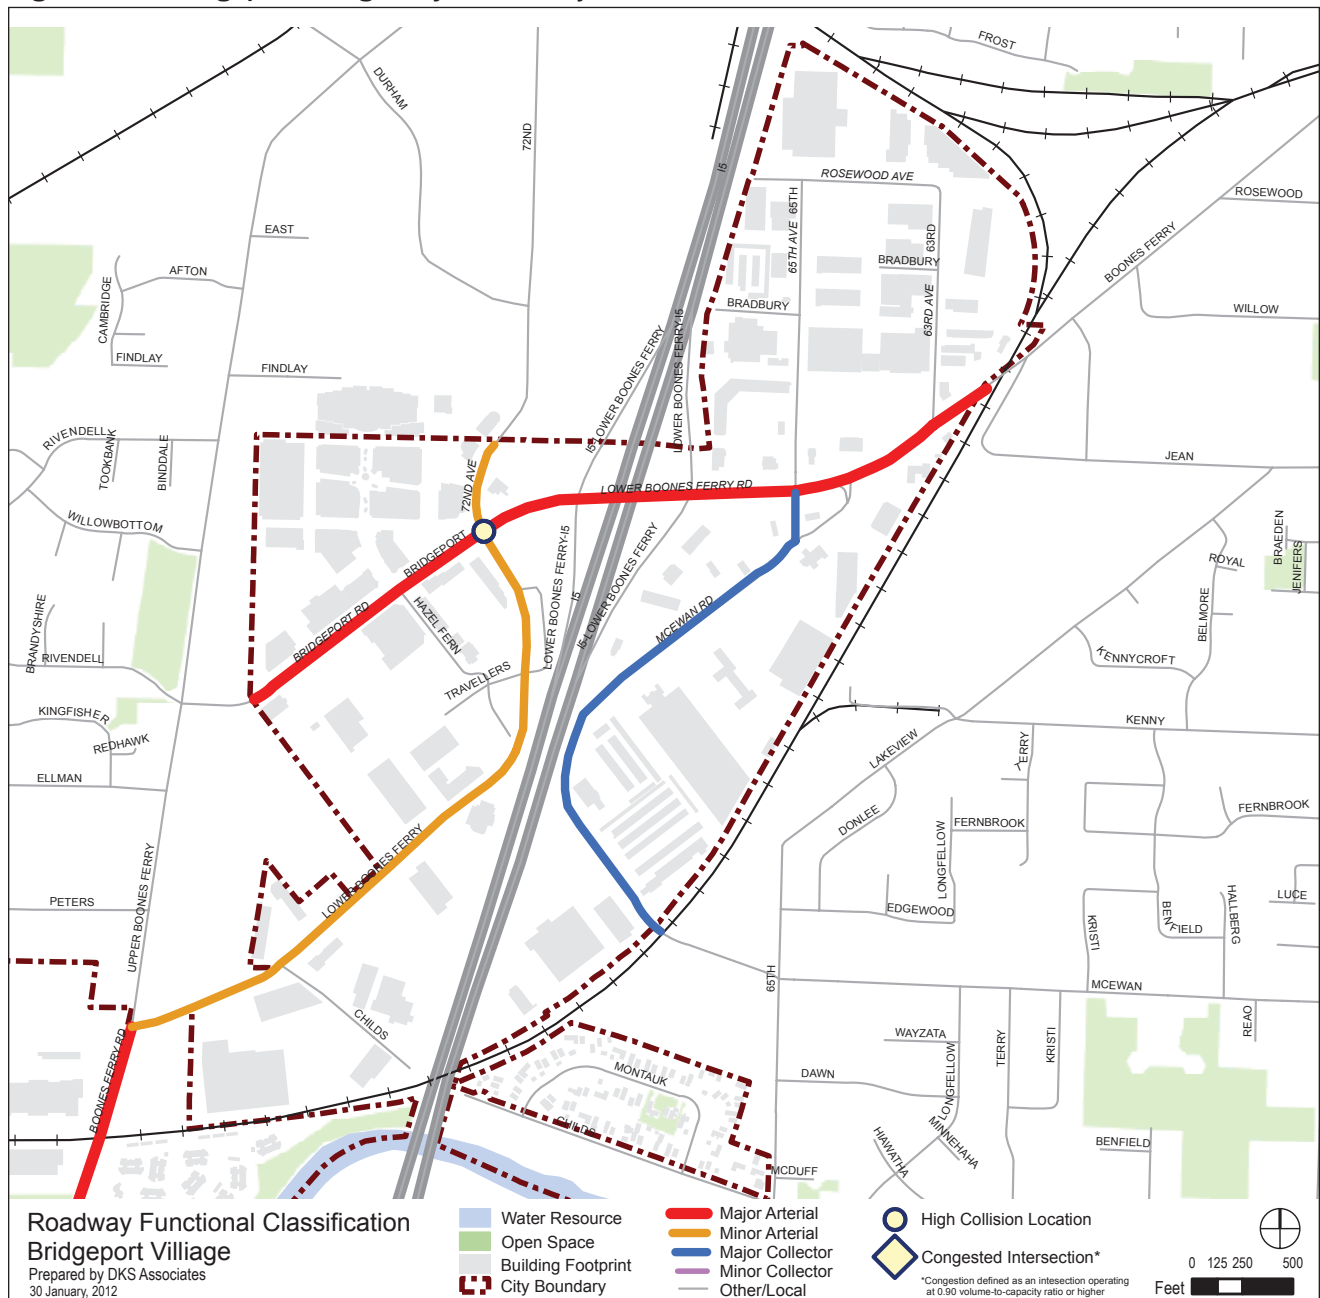 FROST
DURHAM
72ND
I5
ROSEWOOD AVE
ROSEWOOD
65TH
65TH AVE
63RD
BOONES FERRY
EAST
AFTON
BRADBURY
CAMBRIDGE
BRADBURY
WILLOW
63RD AVE
FINDLAY
FINDLAY
I5-LOWER BOONES FERRY
LOWER BOONES FERRY-I5
RIVENDELL
TOOKBANK
BINDDALE
JEAN
72ND AVE
LOWER BOONES FERRY RD
WILLOWBOTTOM
BRIDGEPORT
BRAEDEN
JENIFERS
ROYAL
LOWER BOONES FERRY-I5
I5
I5-LOWER BOONES FERRY
BRANDYSHIRE
HAZEL FERN
MCEWAN RD
BELMORE
BRIDGEPORT RD
RIVENDELL
KENNYCROFT
TRAVELLERS
KINGFISHER
KENNY
REDHAWK
LAKEVIEW
TERRY
ELLMAN
DONLEE
FERNBROOK
FERNBROOK
LONGFELLOW
LOWER BOONES FERRY
UPPER BOONES FERRY
PETERS
LUCE
EDGEWOOD
KRISTI
BENFIELD
HALLBERG
65TH
MCEWAN
CHILDS
WAYZATA
TERRY
KRISTI
REAO
BOONES FERRY RD
MONTAUK
DAWN
LONGFELLOW
CHILDS
HIAWATHA
MINNEHAHA
BENFIELD
MCDUFF
Roadway Functional Classification
Bridgeport Villiage
Prepared by DKS Associates
30 January, 2012
Water Resource
Open Space
Building Footprint
City Boundary
Major Arterial
Minor Arterial
Major Collector
Minor Collector
Other/Local
High Collision Location
Congested Intersection*
*Congestion defined as an intesection operating
at 0.90 volume-to-capacity ratio or higher
0 125 250 500
Feet